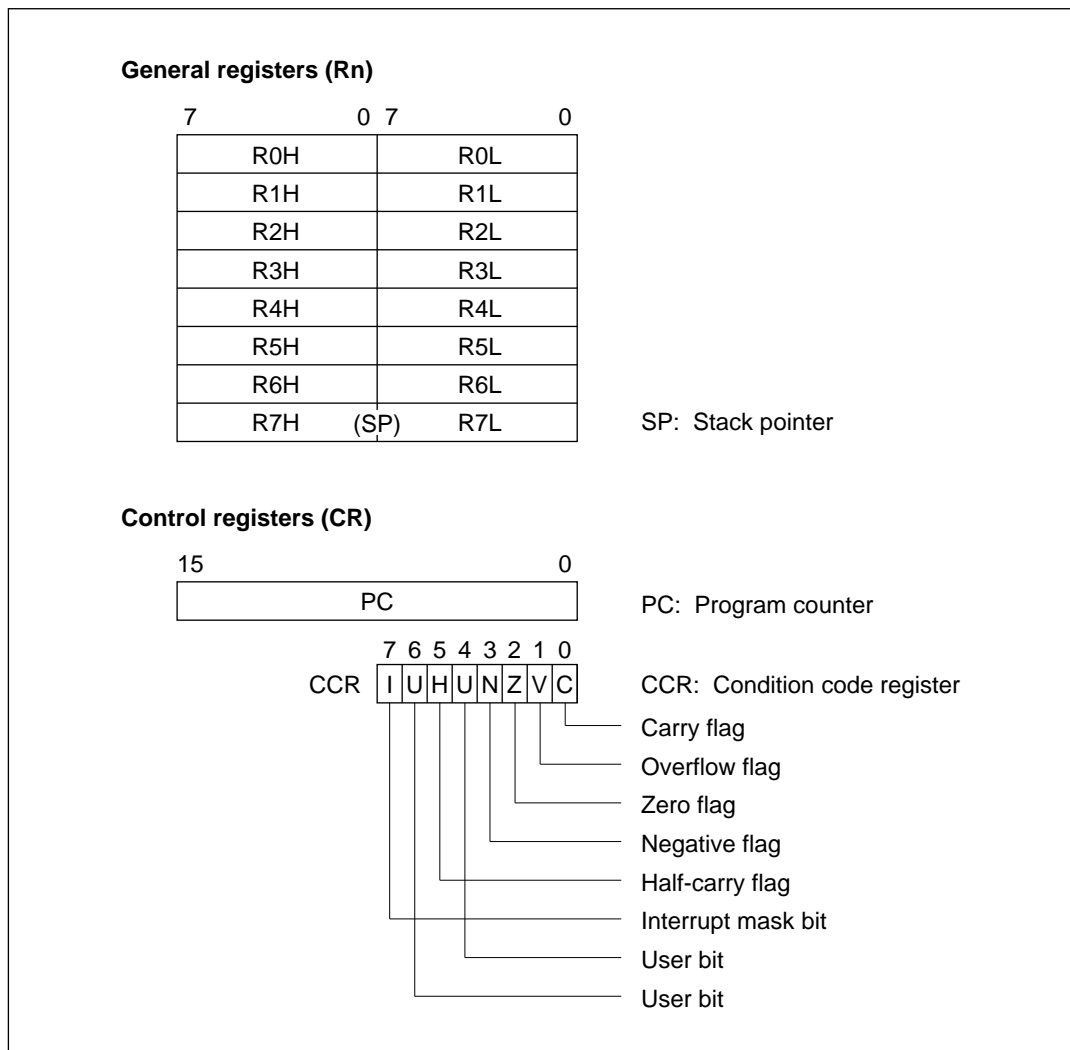 General registers (Rn)
7 0 7 0
R0H R0L
R1H R1L
R2H R2L
R3H R3L
R4H R4L
R5H R5L
R6H R6L
R7H (SP) R7L SP: Stack pointer
Control registers (CR)
15 0
PC PC: Program counter
7 6 5 4 3 2 1 0
CCR I U H U N Z V C CCR: Condition code register
Carry flag
Overflow flag
Zero flag
Negative flag
Half-carry flag
Interrupt mask bit
User bit
User bit